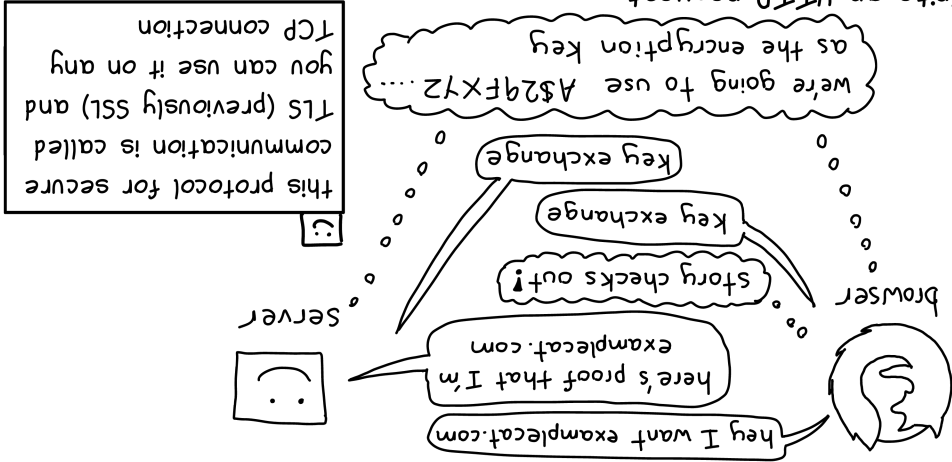 hey I want examplecat.com
here's proof that I'm
examplecat.com
browser
server
story checks out!
key exchange
key exchange
this protocol for secure
communication is called
TLS (previously SSL) and
you can use it on any
TCP connection
we're going to use A$29FXY2....
as the encryption key